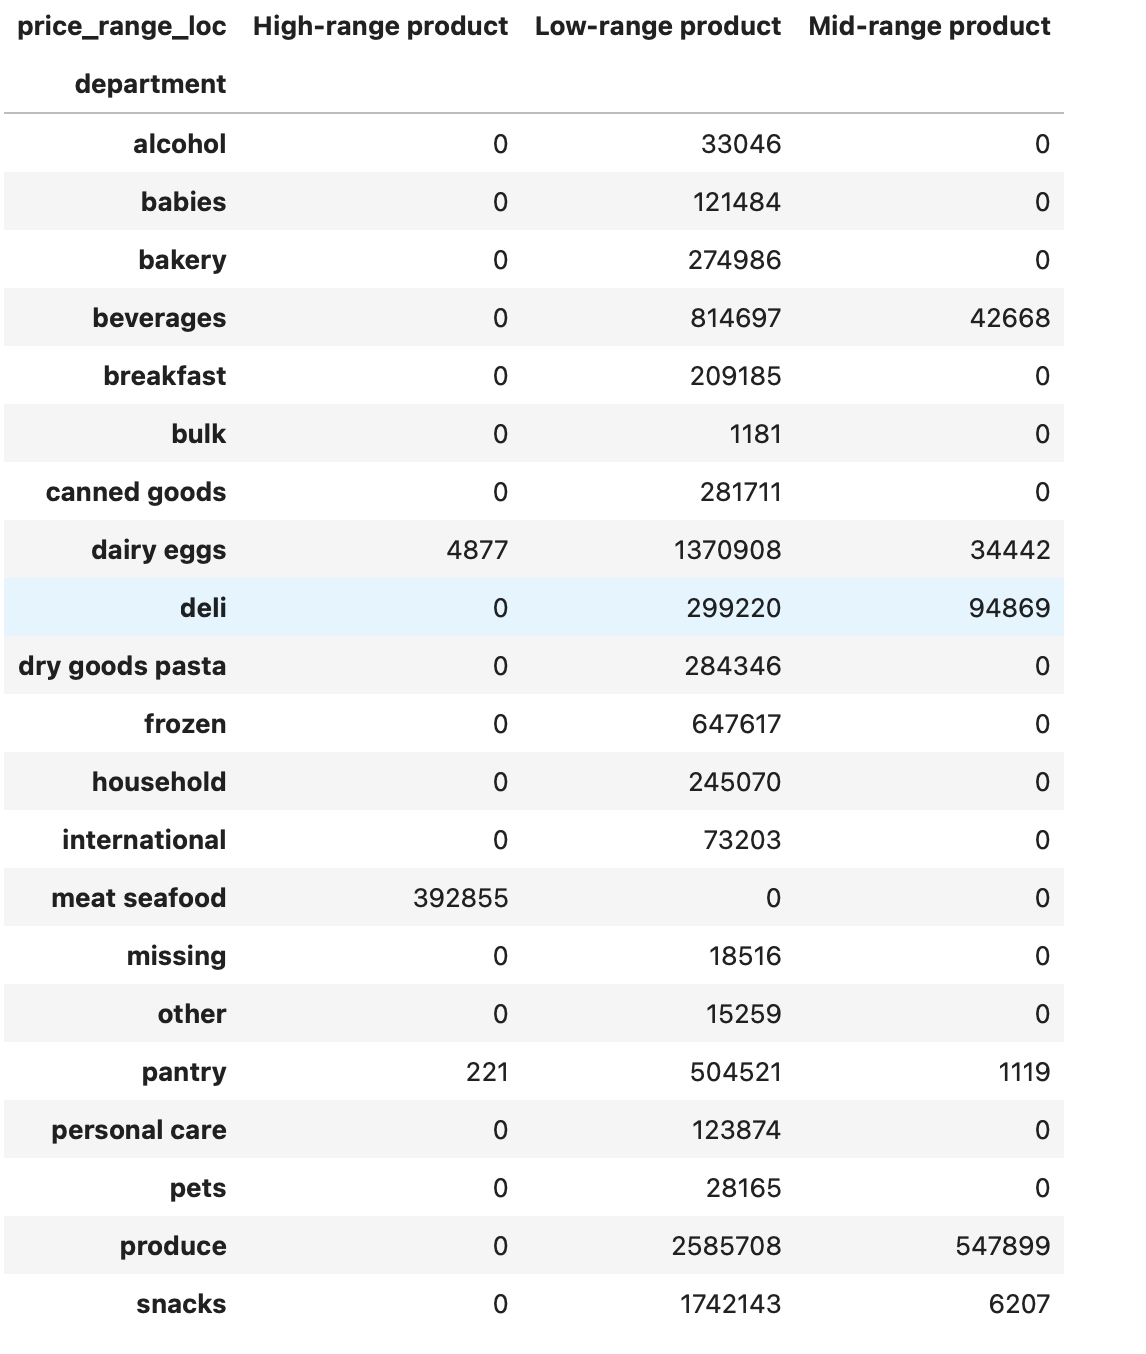 price_range_loc High-range product Low-range product Mid-range product
department
alcohol 0 33046 0
babies 0 121484 0
bakery 0 274986 0
beverages 0 814697 42668
breakfast 0 209185 0
bulk 0 1181 0
canned goods 0 281711 0
dairy eggs 4877 1370908 34442
deli 0 299220 94869
dry goods pasta 0 284346 0
frozen 0 647617 0
household 0 245070 0
international 0 73203 0
meat seafood 392855 0 0
missing 0 18516 0
other 0 15259 0
pantry 221 504521 1119
personal care 0 123874 0
pets 0 28165 0
produce 0 2585708 547899
snacks 0 1742143 6207